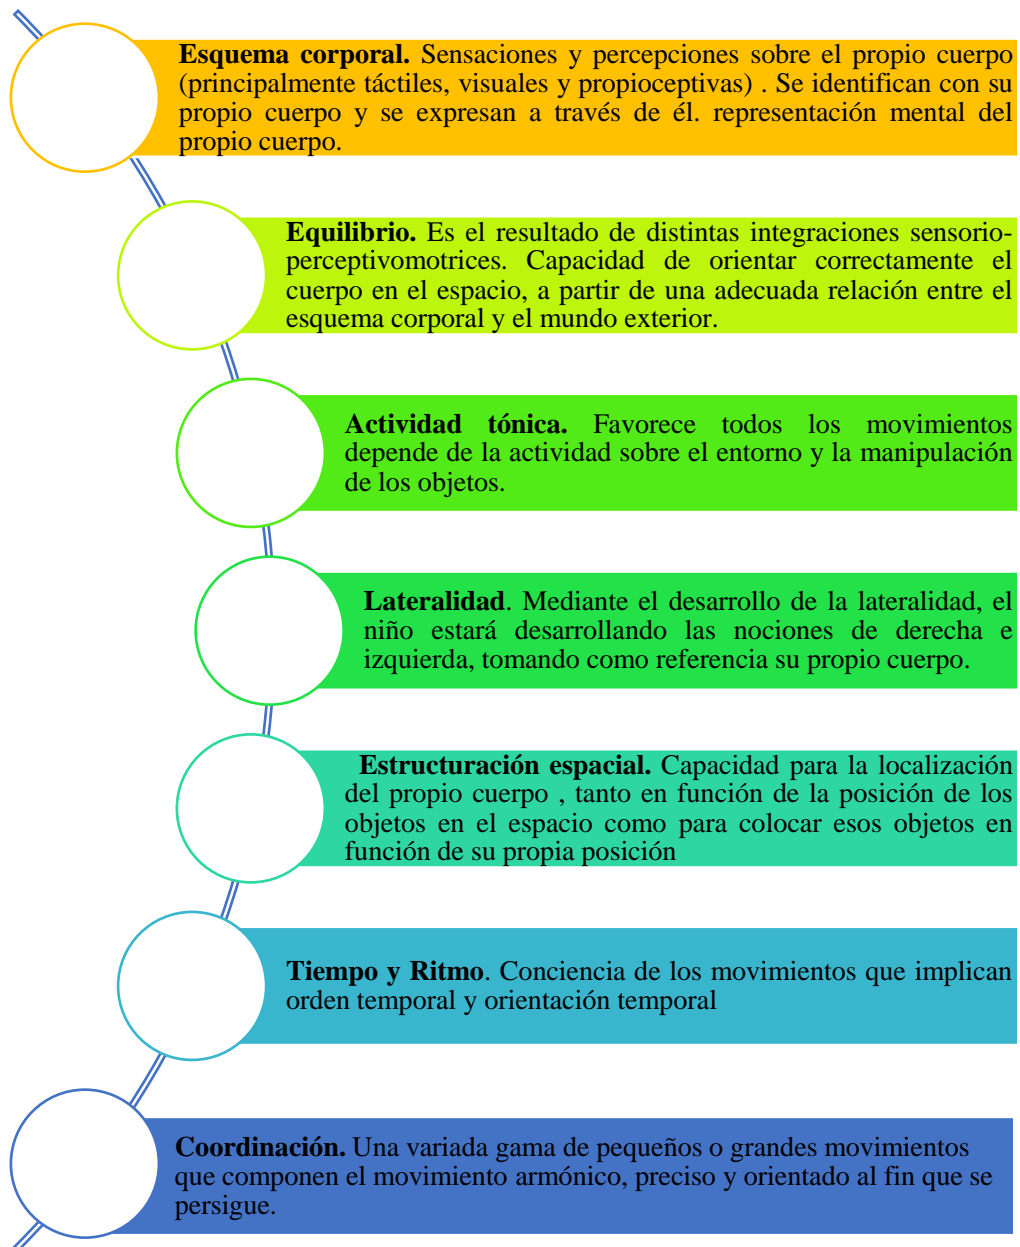 Esquema corporal. Sensaciones y percepciones sobre el propio cuerpo
(principalmente táctiles, visuales y propioceptivas) . Se identifican con su
propio cuerpo y se expresan a través de él. representación mental del
propio cuerpo.
Equilibrio. Es el resultado de distintas integraciones sensorio-
perceptivomotrices. Capacidad de orientar correctamente el
cuerpo en el espacio, a partir de una adecuada relación entre el
esquema corporal y el mundo exterior.
Actividad tónica. Favorece todos los movimientos
depende de la actividad sobre el entorno y la manipulación
de los objetos.
Lateralidad. Mediante el desarrollo de la lateralidad, el
niño estará desarrollando las nociones de derecha e
izquierda, tomando como referencia su propio cuerpo.
Estructuración espacial. Capacidad para la localización
del propio cuerpo , tanto en función de la posición de los
objetos en el espacio como para colocar esos objetos en
función de su propia posición
Tiempo y Ritmo. Conciencia de los movimientos que implican
orden temporal y orientación temporal
Coordinación. Una variada gama de pequeños o grandes movimientos
que componen el movimiento armónico, preciso y orientado al fin que se
persigue.